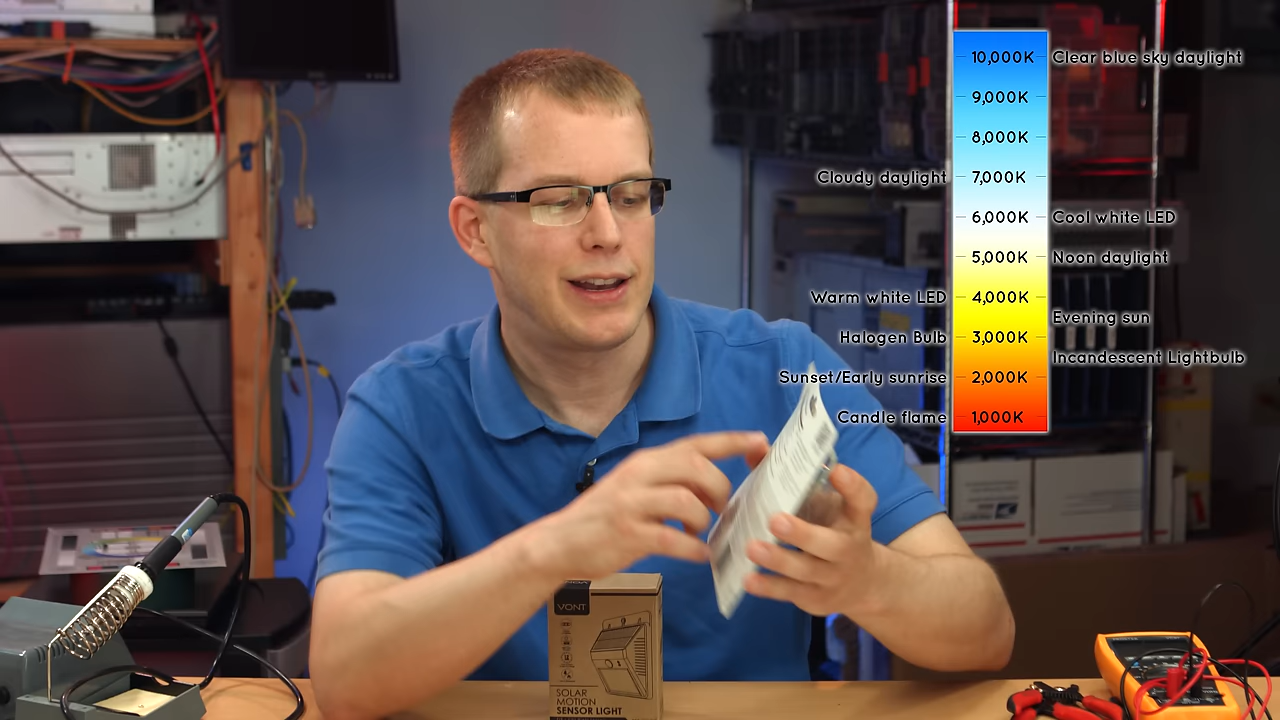 10,000K Clear blue sky daylight
9,000K
8,000K
Cloudy daylight 7,000K
6,000K Cool white LED
5,000K Noon daylight
Warm white LED 4,000K
Evening sun
Halogen Bulb 3,000K
Incandescent Lightbulb
Sunset/Early sunrise 2,000K
Candle flame 1,000K
VONT
SOLAR
MOTION
SENSOR LIGHT